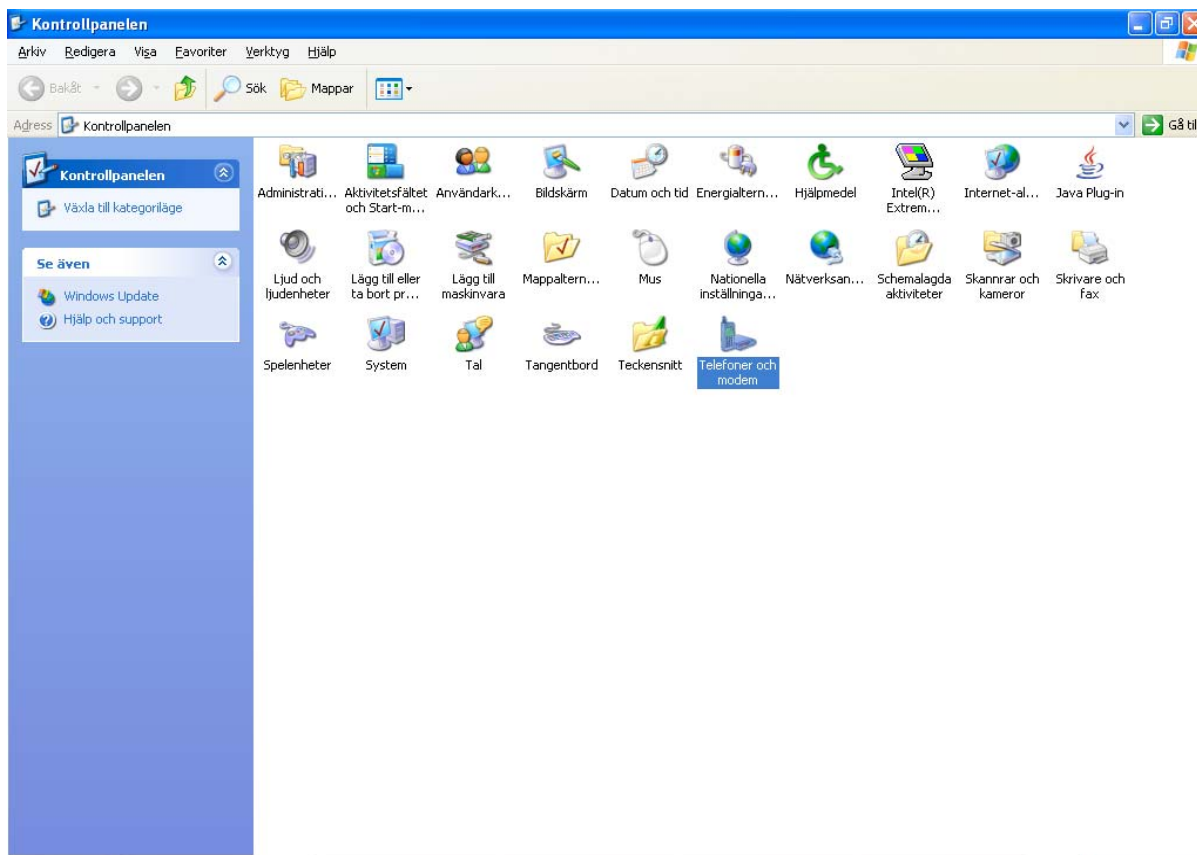 Kontrollpanelen
Arkiv Redigera Visa Favoriter Verktyg Hjälp
Bakåt Sök Mappar
Adress Kontrollpanelen Gå til
Kontrollpanelen
Växla till kategoriläge
Se även
Windows Update
Hjälp och support
Administrati... Aktivitetsfältet Användark... Bildskärm Datum och tid Energialtern... Hjälpmedel Intel(R) Internet-al... Java Plug-in
och Start-m... Extrem...
Ljud och Lägg till eller Lägg till Mappaltern... Mus Nationella Nätverksan... Schemalagda Skannrar och Skrivare och
ljudenheter ta bort pr... maskinvara inställninga... aktiviteter kameror fax
Spelenheter System Tal Tangentbord Teckensnitt Telefoner och
modem